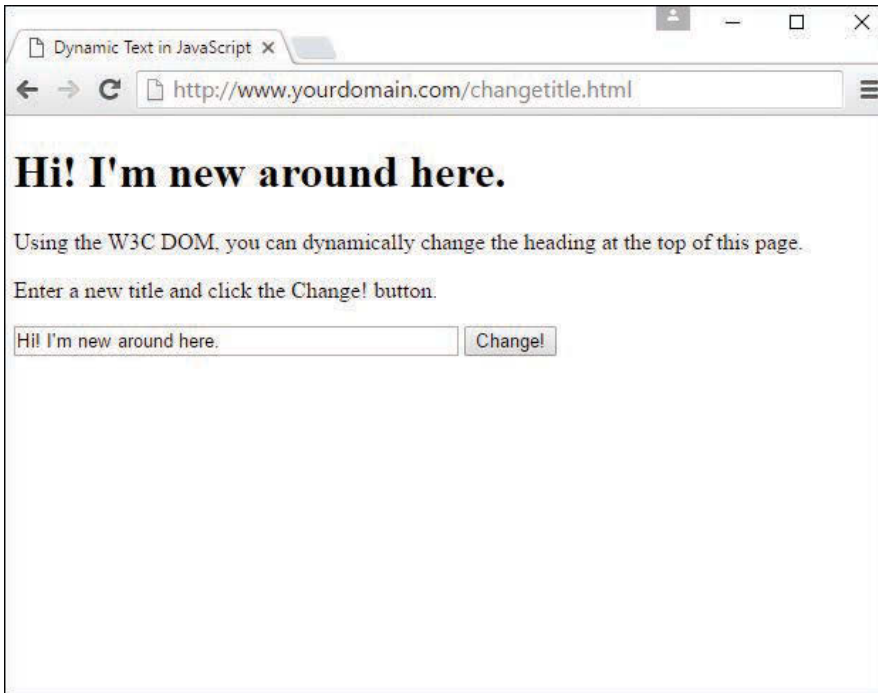 Dynamic Text in JavaScript
http://www.yourdomain.com/changetitle.html
Hi! I'm new around here.
Using the W3C DOM, you can dynamically change the heading at the top of this page.
Enter a new title and click the Change! button.
Hi! I'm new around here.
Change!